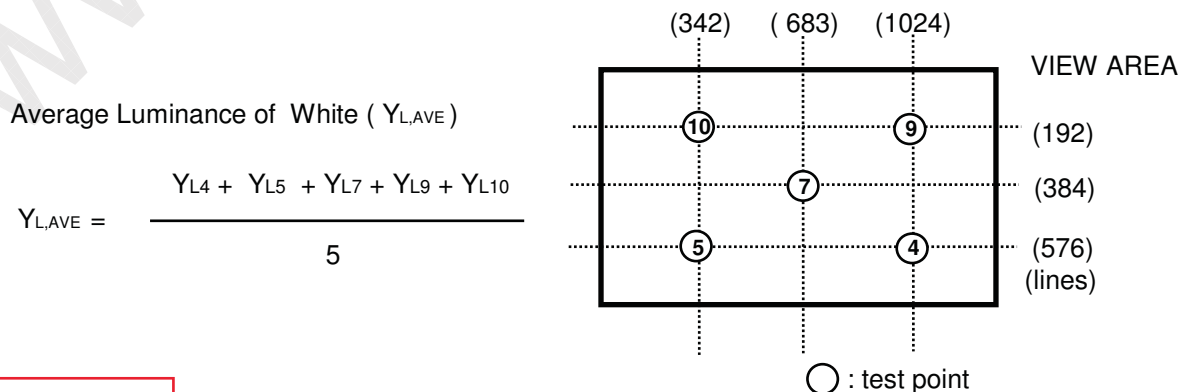 (342) ( 683) (1024)
VIEW AREA
Average Luminance of White ( YL,AVE )
10 9 (192)
YL4 + YL5 + YL7 + YL9 + YL10
7 (384)
YL,AVE =
5
5 4 (576)
(lines)
: test point